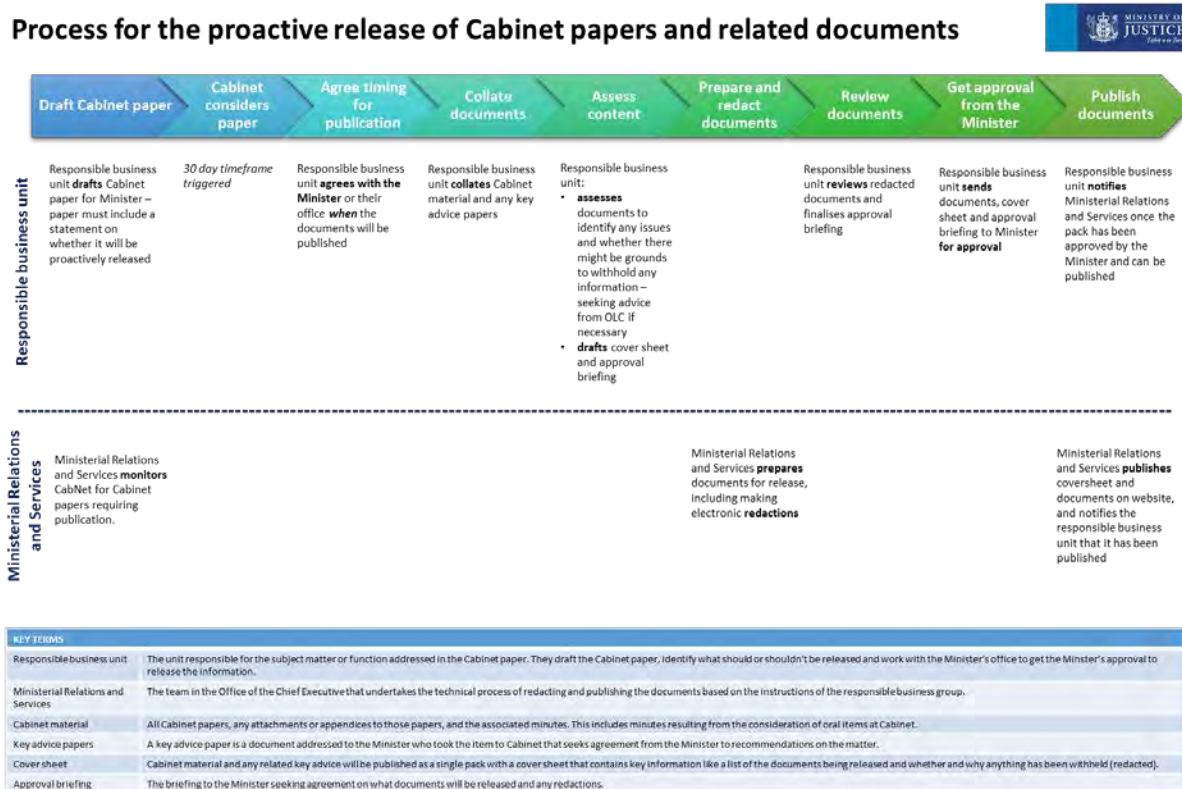 Process for the proactive release of Cabinet papers and related documents
MINISTRY OF
JUSTICE
Draft Cabinet paper
Cabinet
considers
paper
Agree timing
for
publication
Collate
documents
Assess
content
Prepare and
redact
documents
Review
documents
Get approval
from the
Minister
Publish
documents
Responsible business unit
Responsible business
unit drafts Cabinet
paper for Minister –
paper must include a
statement on
whether it will be
proactively released
30 day timeframe
triggered
Responsible business
unit agrees with the
Minister or their
office when the
documents will be
published
Responsible business
unit collates Cabinet
material and any key
advice papers
Responsible business
unit:
• assesses
documents to
identify any issues
and whether there
might be grounds
to withhold any
information –
seeking advice
from OLC if
necessary
• drafts cover sheet
and approval
briefing
Responsible business
unit reviews redacted
documents and
finalises approval
briefing
Responsible business
unit sends
documents, cover
sheet and approval
briefing to Minister
for approval
Responsible business
unit notifies
Ministerial Relations
and Services once the
pack has been
approved by the
Minister and can be
published
Ministerial Relations
and Services
Ministerial Relations
and Services monitors
CabNet for Cabinet
papers requiring
publication.
Ministerial Relations
and Services prepares
documents for release,
including making
electronic redactions
Ministerial Relations
and Services publishes
coversheet and
documents on website,
and notifies the
responsible business
unit that it has been
published
KEY TERMS
Responsible business unit
The unit responsible for the subject matter or function addressed in the Cabinet paper. They draft the Cabinet paper, identify what should or shouldn't be released and work with the Minister's office to get the Minster's approval to
release the information.
Ministerial Relations and
Services
The team in the Office of the Chief Executive that undertakes the technical process of redacting and publishing the documents based on the instructions of the responsible business group.
Cabinet material
All Cabinet papers, any attachments or appendices to those papers, and the associated minutes. This includes minutes resulting from the consideration of oral items at Cabinet.
Key advice papers
A key advice paper is a document addressed to the Minister who took the item to Cabinet that seeks agreement from the Minister to recommendations on the matter.
Cover sheet
Cabinet material and any related key advice will be published as a single pack with a cover sheet that contains key information like a list of the documents being released and whether and why anything has been withheld (redacted).
Approval briefing
The briefing to the Minister seeking agreement on what documents will be released and any redactions.